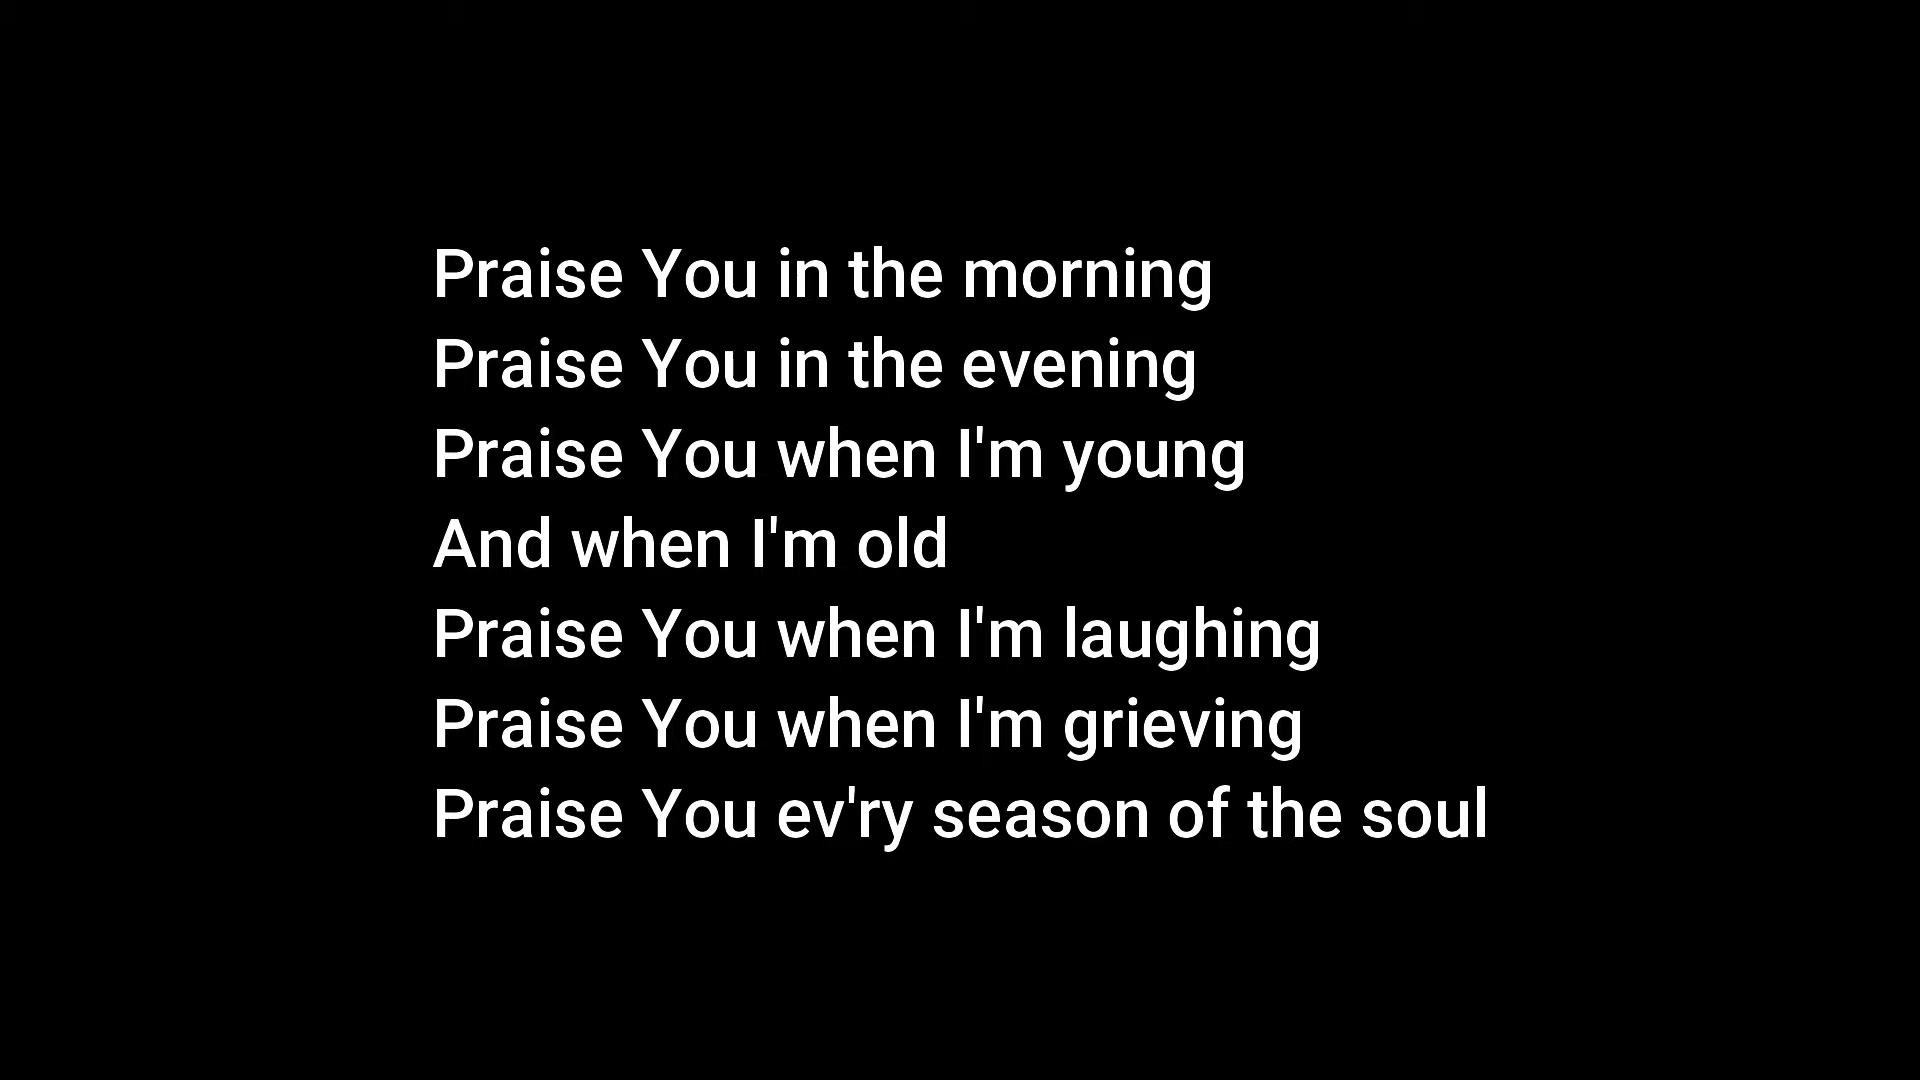 Praise You in the morning
Praise You in the evening
Praise You when I'm young
And when I'm old
Praise You when I'm laughing
Praise You when I'm grieving
Praise You ev'ry season of the soul